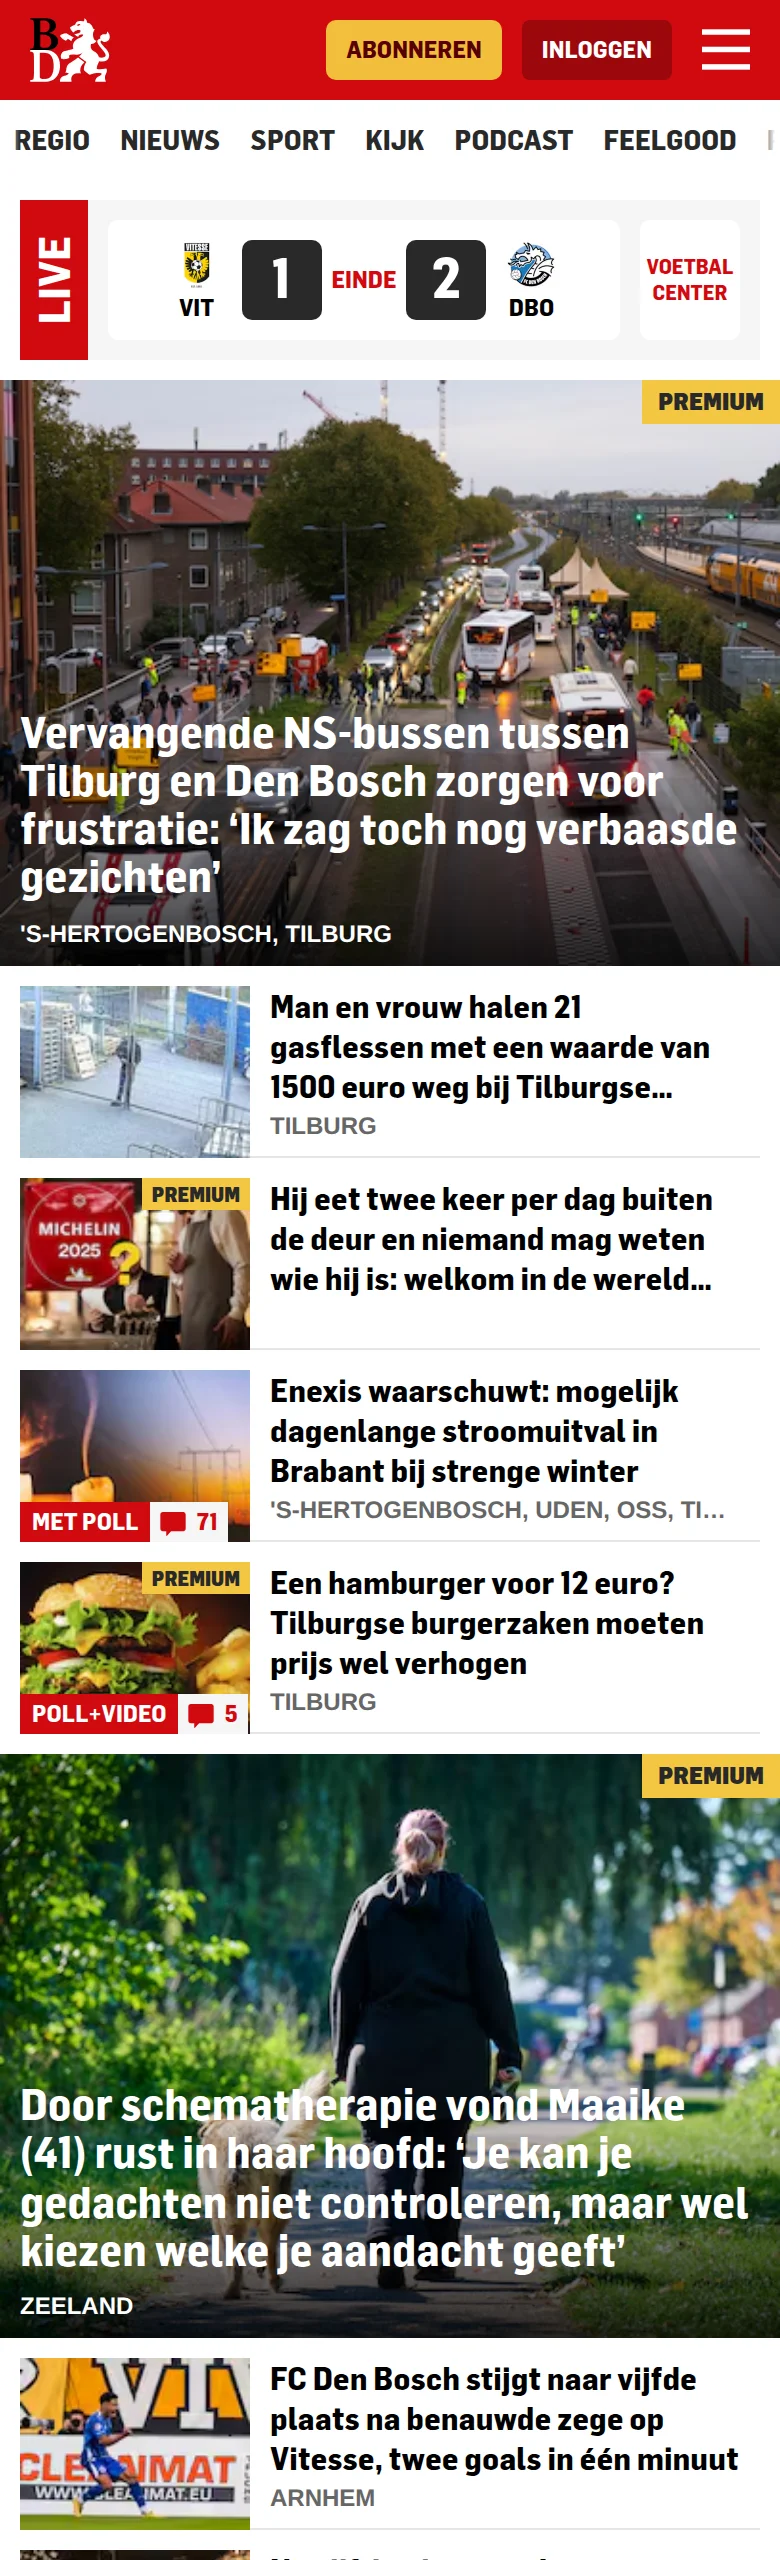 BD
ABONNEREN
INLOGGEN
REGIO NIEUWS SPORT KIJK PODCAST FEELGOOD
LIVE
VITESSE
VIT
1
EINDE
2
DBO
VOETBAL
CENTER
PREMIUM
Vervangende NS-bussen tussen
Tilburg en Den Bosch zorgen voor
frustratie: ‘Ik zag toch nog verbaasde
gezichten’
'S-HERTOGENBOSCH, TILBURG
Man en vrouw halen 21
gasflessen met een waarde van
1500 euro weg bij Tilburgse...
TILBURG
PREMIUM
MICHELIN
2025
?
Hij eet twee keer per dag buiten
de deur en niemand mag weten
wie hij is: welkom in de wereld...
Enexis waarschuwt: mogelijk
dagenlange stroomuitval in
Brabant bij strenge winter
'S-HERTOGENBOSCH, UDEN, OSS, TI...
MET POLL
71
PREMIUM
Een hamburger voor 12 euro?
Tilburgse burgerzaken moeten
prijs wel verhogen
TILBURG
POLL+VIDEO
5
PREMIUM
Door schematherapie vond Maaike
(41) rust in haar hoofd: ‘Je kan je
gedachten niet controleren, maar wel
kiezen welke je aandacht geeft’
ZEELAND
FC Den Bosch stijgt naar vijfde
plaats na benauwde zege op
Vitesse, twee goals in één minuut
ARNHEM
VIV
CLEANIMAT
WWW.CLEANIMAT.EU